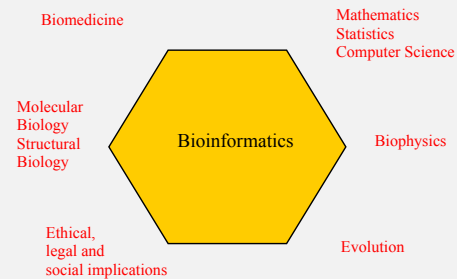 Biomedicine
Mathematics
Statistics
Computer Science
Molecular
Biology
Structural
Biology
Bioinformatics
Biophysics
Ethical,
legal and
social implications
Evolution